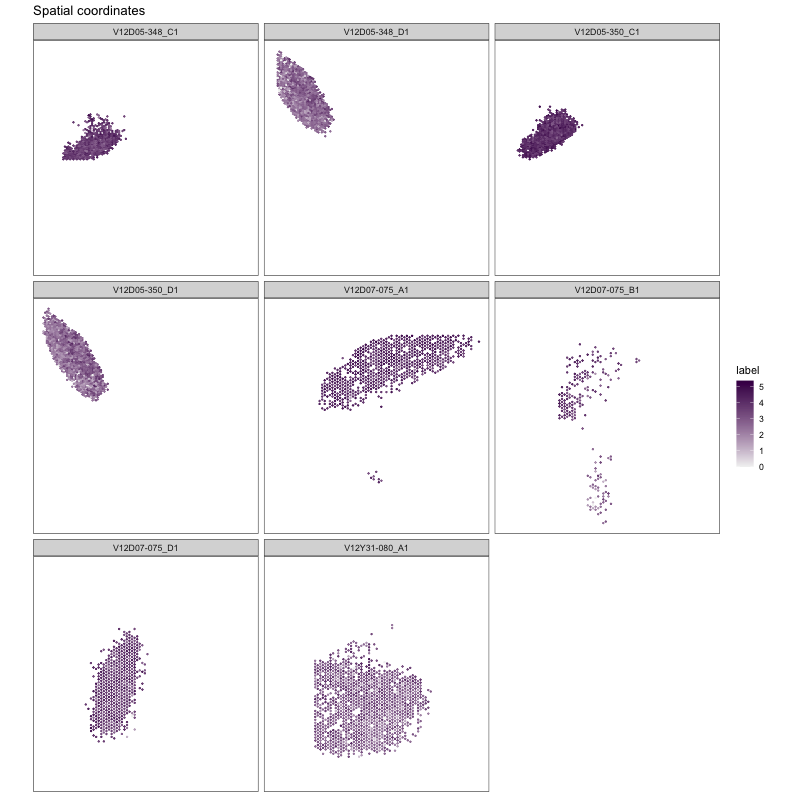 Spatial coordinates
V12D05-348_C1
V12D05-348_D1
V12D05-350_C1
V12D05-350_D1
V12D07-075_A1
V12D07-075_B1
label
5
4
3
2
1
0
V12D07-075_D1
V12Y31-080_A1